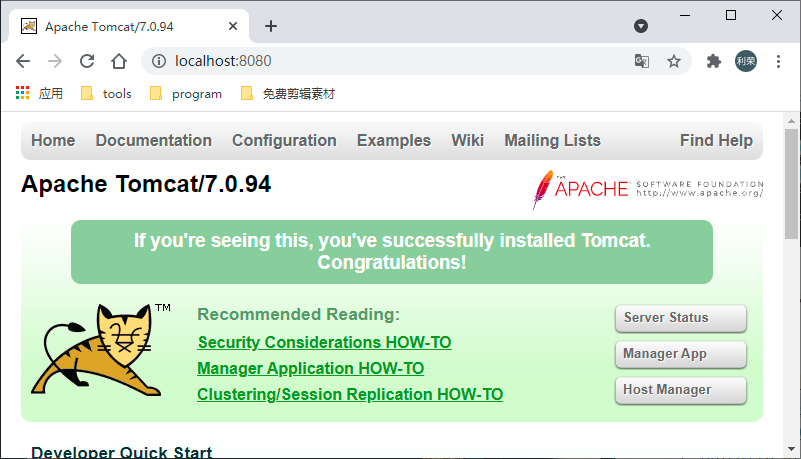 Apache Tomcat/7.0.94
localhost:8080
利荣
应用 tools program 免费剪辑素材
Home Documentation Configuration Examples Wiki Mailing Lists Find Help
Apache Tomcat/7.0.94
THE APACHE® SOFTWARE FOUNDATION
http://www.apache.org/
If you're seeing this, you've successfully installed Tomcat.
Congratulations!
TM
Recommended Reading:
Security Considerations HOW-TO
Manager Application HOW-TO
Clustering/Session Replication HOW-TO
Server Status
Manager App
Host Manager
Developer Quick Start